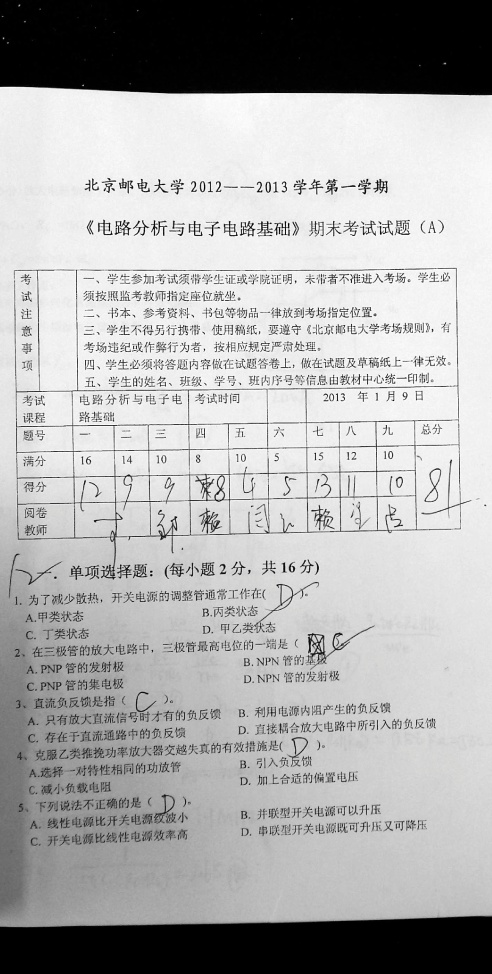 北京邮电大学2012——2013学年第一学期
《电路分析与电子电路基础》期末考试试题（A）
考试注意事项
一、学生参加考试须带学生证或学院证明，未带者不准进入考场。学生必
须按照监考教师指定座位就坐。
二、书本、参考资料、书包等物品一律放到考场指定位置。
三、学生不得另行携带、使用稿纸，要遵守《北京邮电大学考场规则》，有
考场违纪或作弊行为者，按相应规定严肃处理。
四、学生必须将答题内容做在试题答卷上，做在试题及草稿纸上一律无效。
五、学生的姓名、班级、学号、班内序号等信息由教材中心统一印制。
考试课程 电路分析与电子电路基础 考试时间 2013 年 1 月 9 日
题号 一 二 三 四 五 六 七 八 九 总分
满分 16 14 10 8 10 5 15 12 10
得分 12 9 9 8 4 5 13 11 10 81
阅卷教师
12
一. 单项选择题：(每小题 2 分，共 16 分)
1. 为了减少散热，开关电源的调整管通常工作在( D )。
A.甲类状态 B.丙类状态
C. 丁类状态 D. 甲乙类状态
2、在三极管的放大电路中，三极管最高电位的一端是（ C
A. PNP 管的发射极 B. NPN 管的基极
C. PNP 管的集电极 D. NPN 管的发射极
3、直流负反馈是指（ C ）。
A. 只有放大直流信号时才有的负反馈 B. 利用电源内阻产生的负反馈
C. 存在于直流通路中的负反馈 D. 直接耦合放大电路中所引入的负反馈
4、克服乙类推挽功率放大器交越失真的有效措施是( D )。
A.选择一对特性相同的功放管 B. 引入负反馈
C. 减小负载电阻 D. 加上合适的偏置电压
5、下列说法不正确的是（ D ）。
A. 线性电源比开关电源纹波小 B. 并联型开关电源可以升压
C. 开关电源比线性电源效率高 D. 串联型开关电源既可升压又可降压